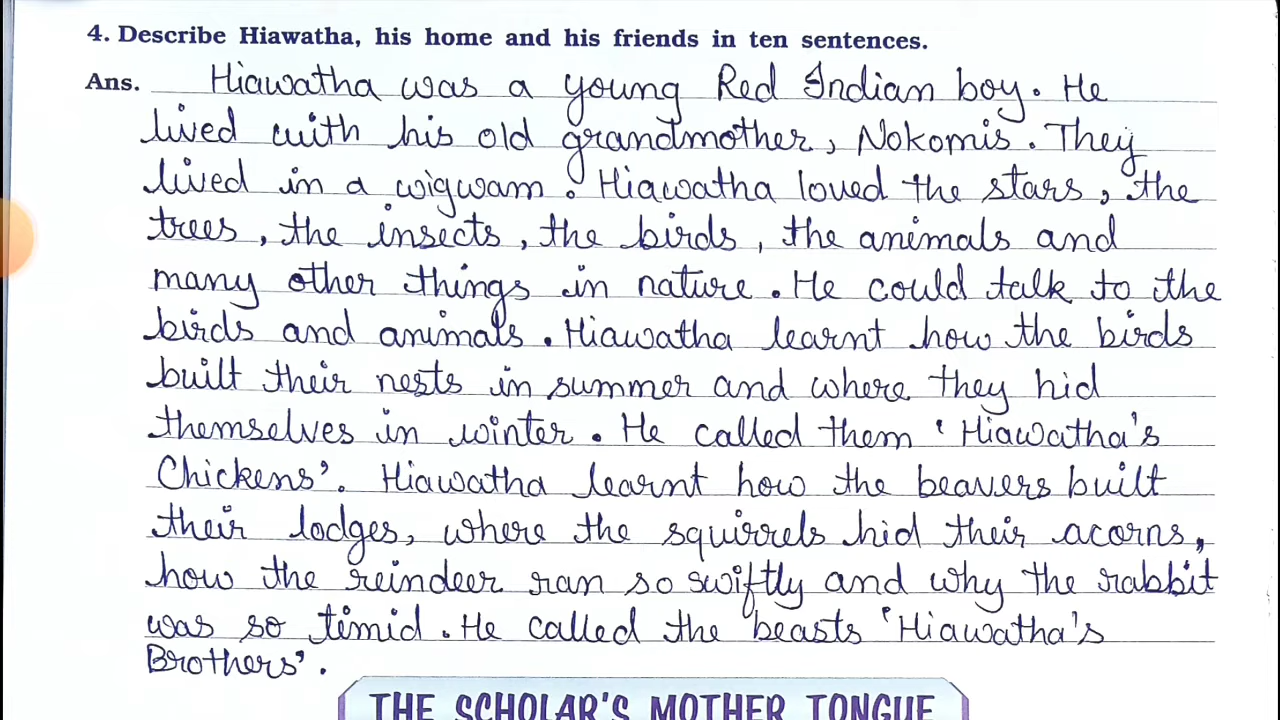 4. Describe Hiawatha, his home and his friends in ten sentences.
Ans. Hiawatha was a young Red Indian boy. He
lived with his old grandmother, Nokomis. They
lived in a wigwam. Hiawatha loved the stars, the
trees, the insects, the birds, the animals and
many other things in nature. He could talk to the
birds and animals. Hiawatha learnt how the birds
built their nests in summer and where they hid
themselves in winter. He called them 'Hiawatha's
Chickens'. Hiawatha learnt how the beavers built
their lodges, where the squirrels hid their acorns,
how the reindeer ran so swiftly and why the rabbit
was so timid. He called the beasts 'Hiawatha's
Brothers'.
THE SCHOLAR'S MOTHER TONGUE